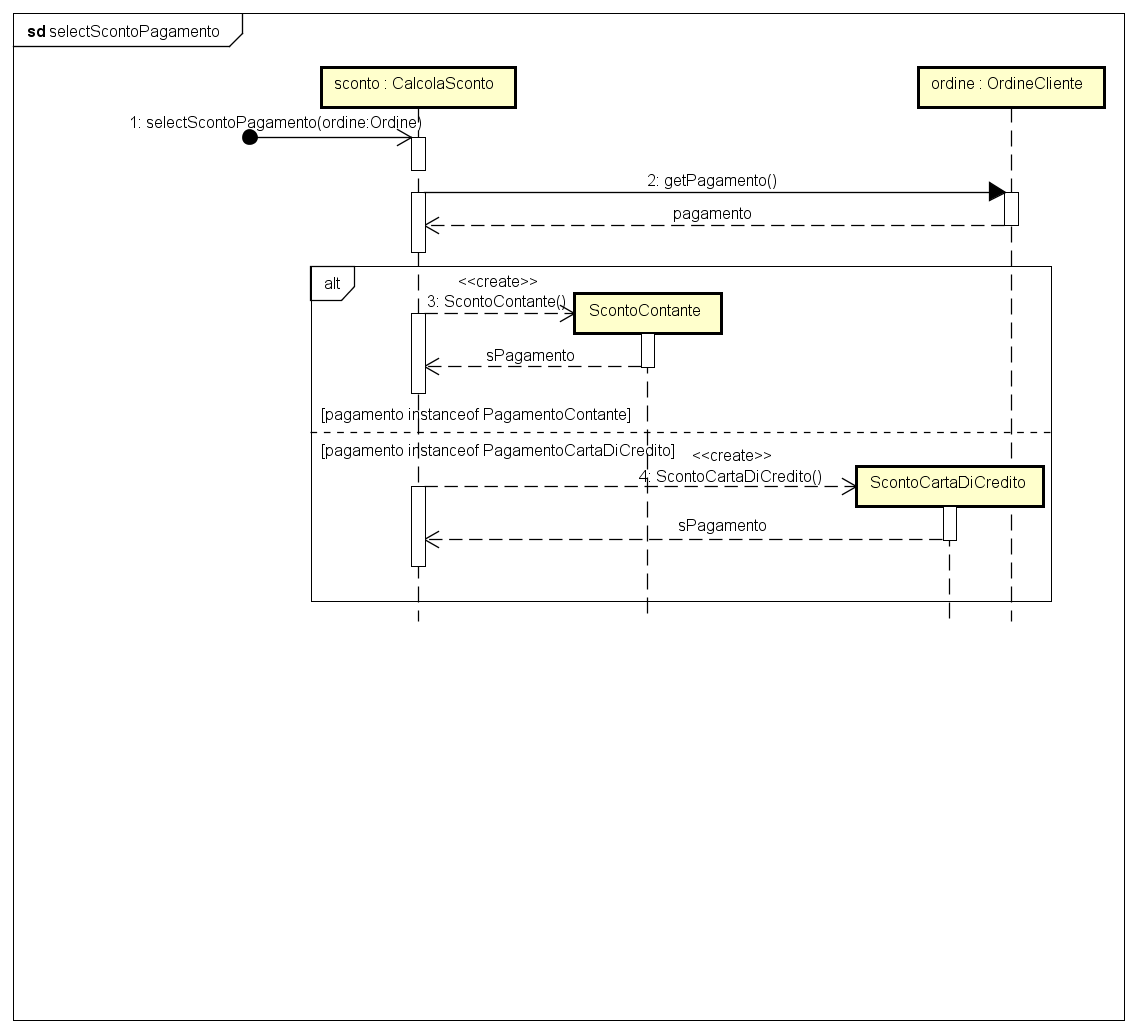 sd selectScontoPagamento
sconto : CalcolaSconto
ordine : OrdineCliente
1: selectScontoPagamento(ordine:Ordine)
2: getPagamento()
pagamento
alt
<<create>>
3: ScontoContante()
ScontoContante
sPagamento
[pagamento instanceof PagamentoContante]
[pagamento instanceof PagamentoCartaDiCredito]
<<create>>
4: ScontoCartaDiCredito()
ScontoCartaDiCredito
sPagamento